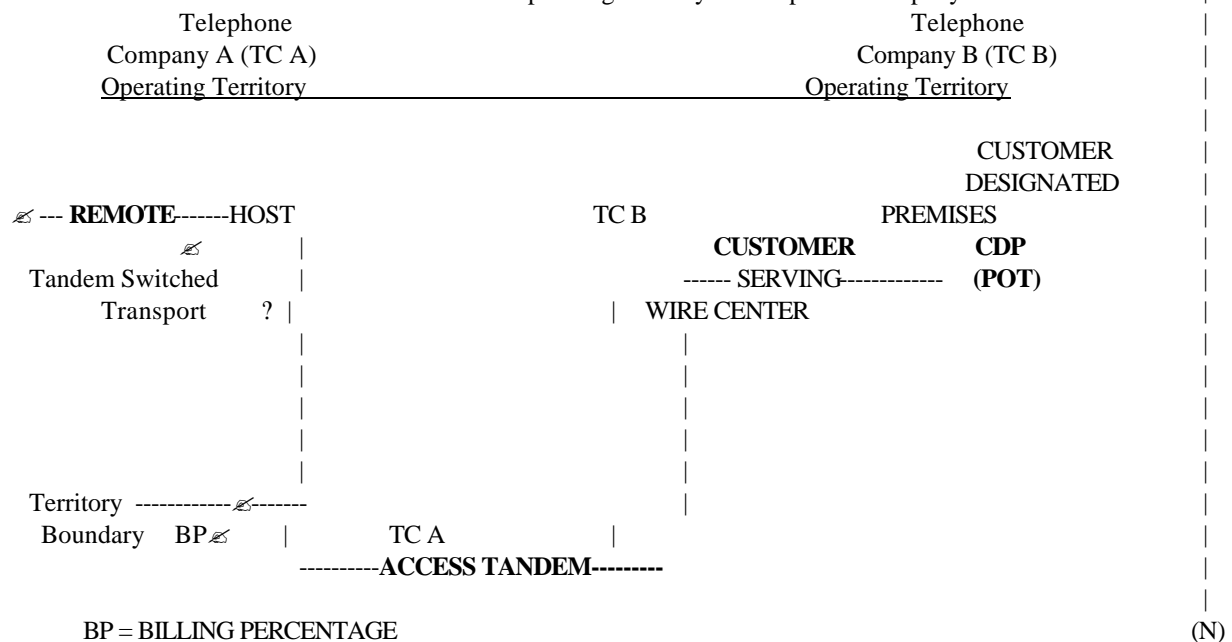 Telephone Telephone |
Company A (TC A) Company B (TC B) |
Operating Territory Operating Territory |
|
CUSTOMER |
DESIGNATED |
✍ --- REMOTE-------HOST TC B PREMISES |
✍ | CUSTOMER CDP |
Tandem Switched | ------ SERVING------------- (POT) |
Transport ? | | WIRE CENTER |
| | |
| | |
| | |
| | |
| | |
Territory ------------✍------- | |
Boundary BP✍ | TC A | |
----------ACCESS TANDEM--------- |
|
BP = BILLING PERCENTAGE (N)